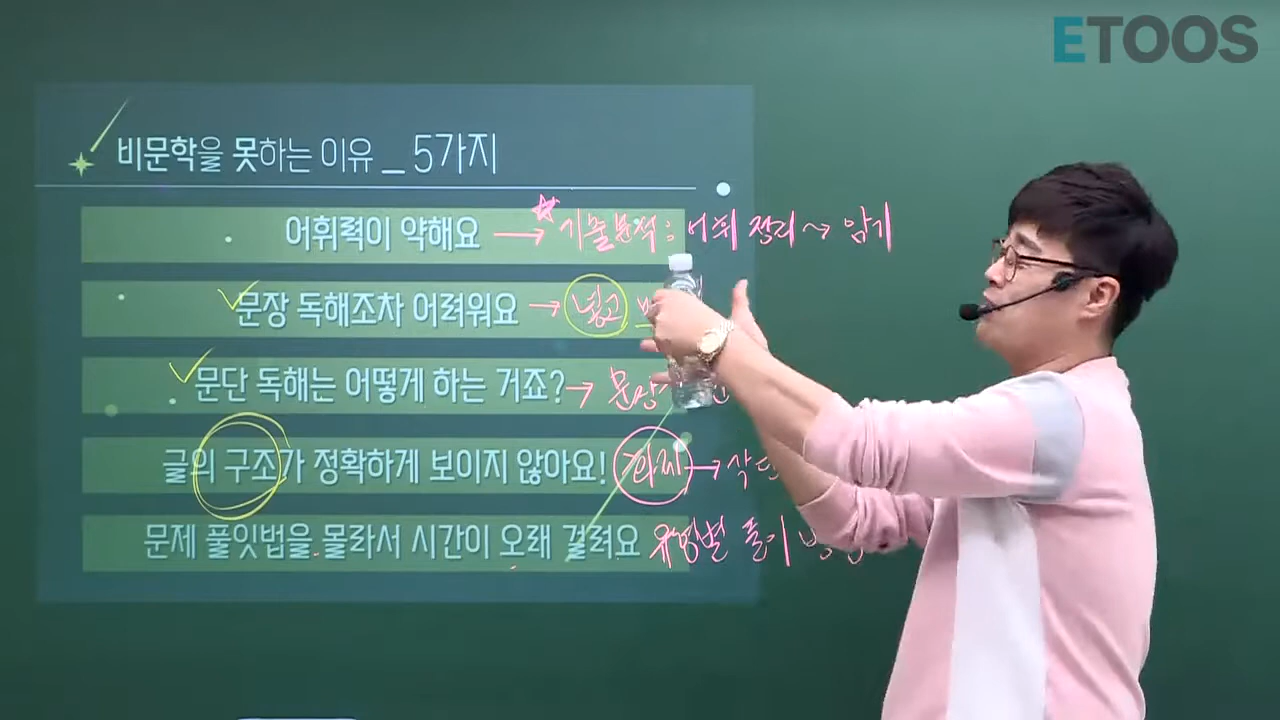 ETOOS
비문학을 못하는 이유 _ 5가지
어휘력이 약해요 → 기출분석 : 어휘 정리 ~> 암기
문장 독해조차 어려워요 →
문단 독해는 어떻게 하는 거죠? → 문장
글의 구조가 정확하게 보이지 않아요! 과제 →
문제 풀잇법을 몰라서 시간이 오래 걸려요 유형별 풀이